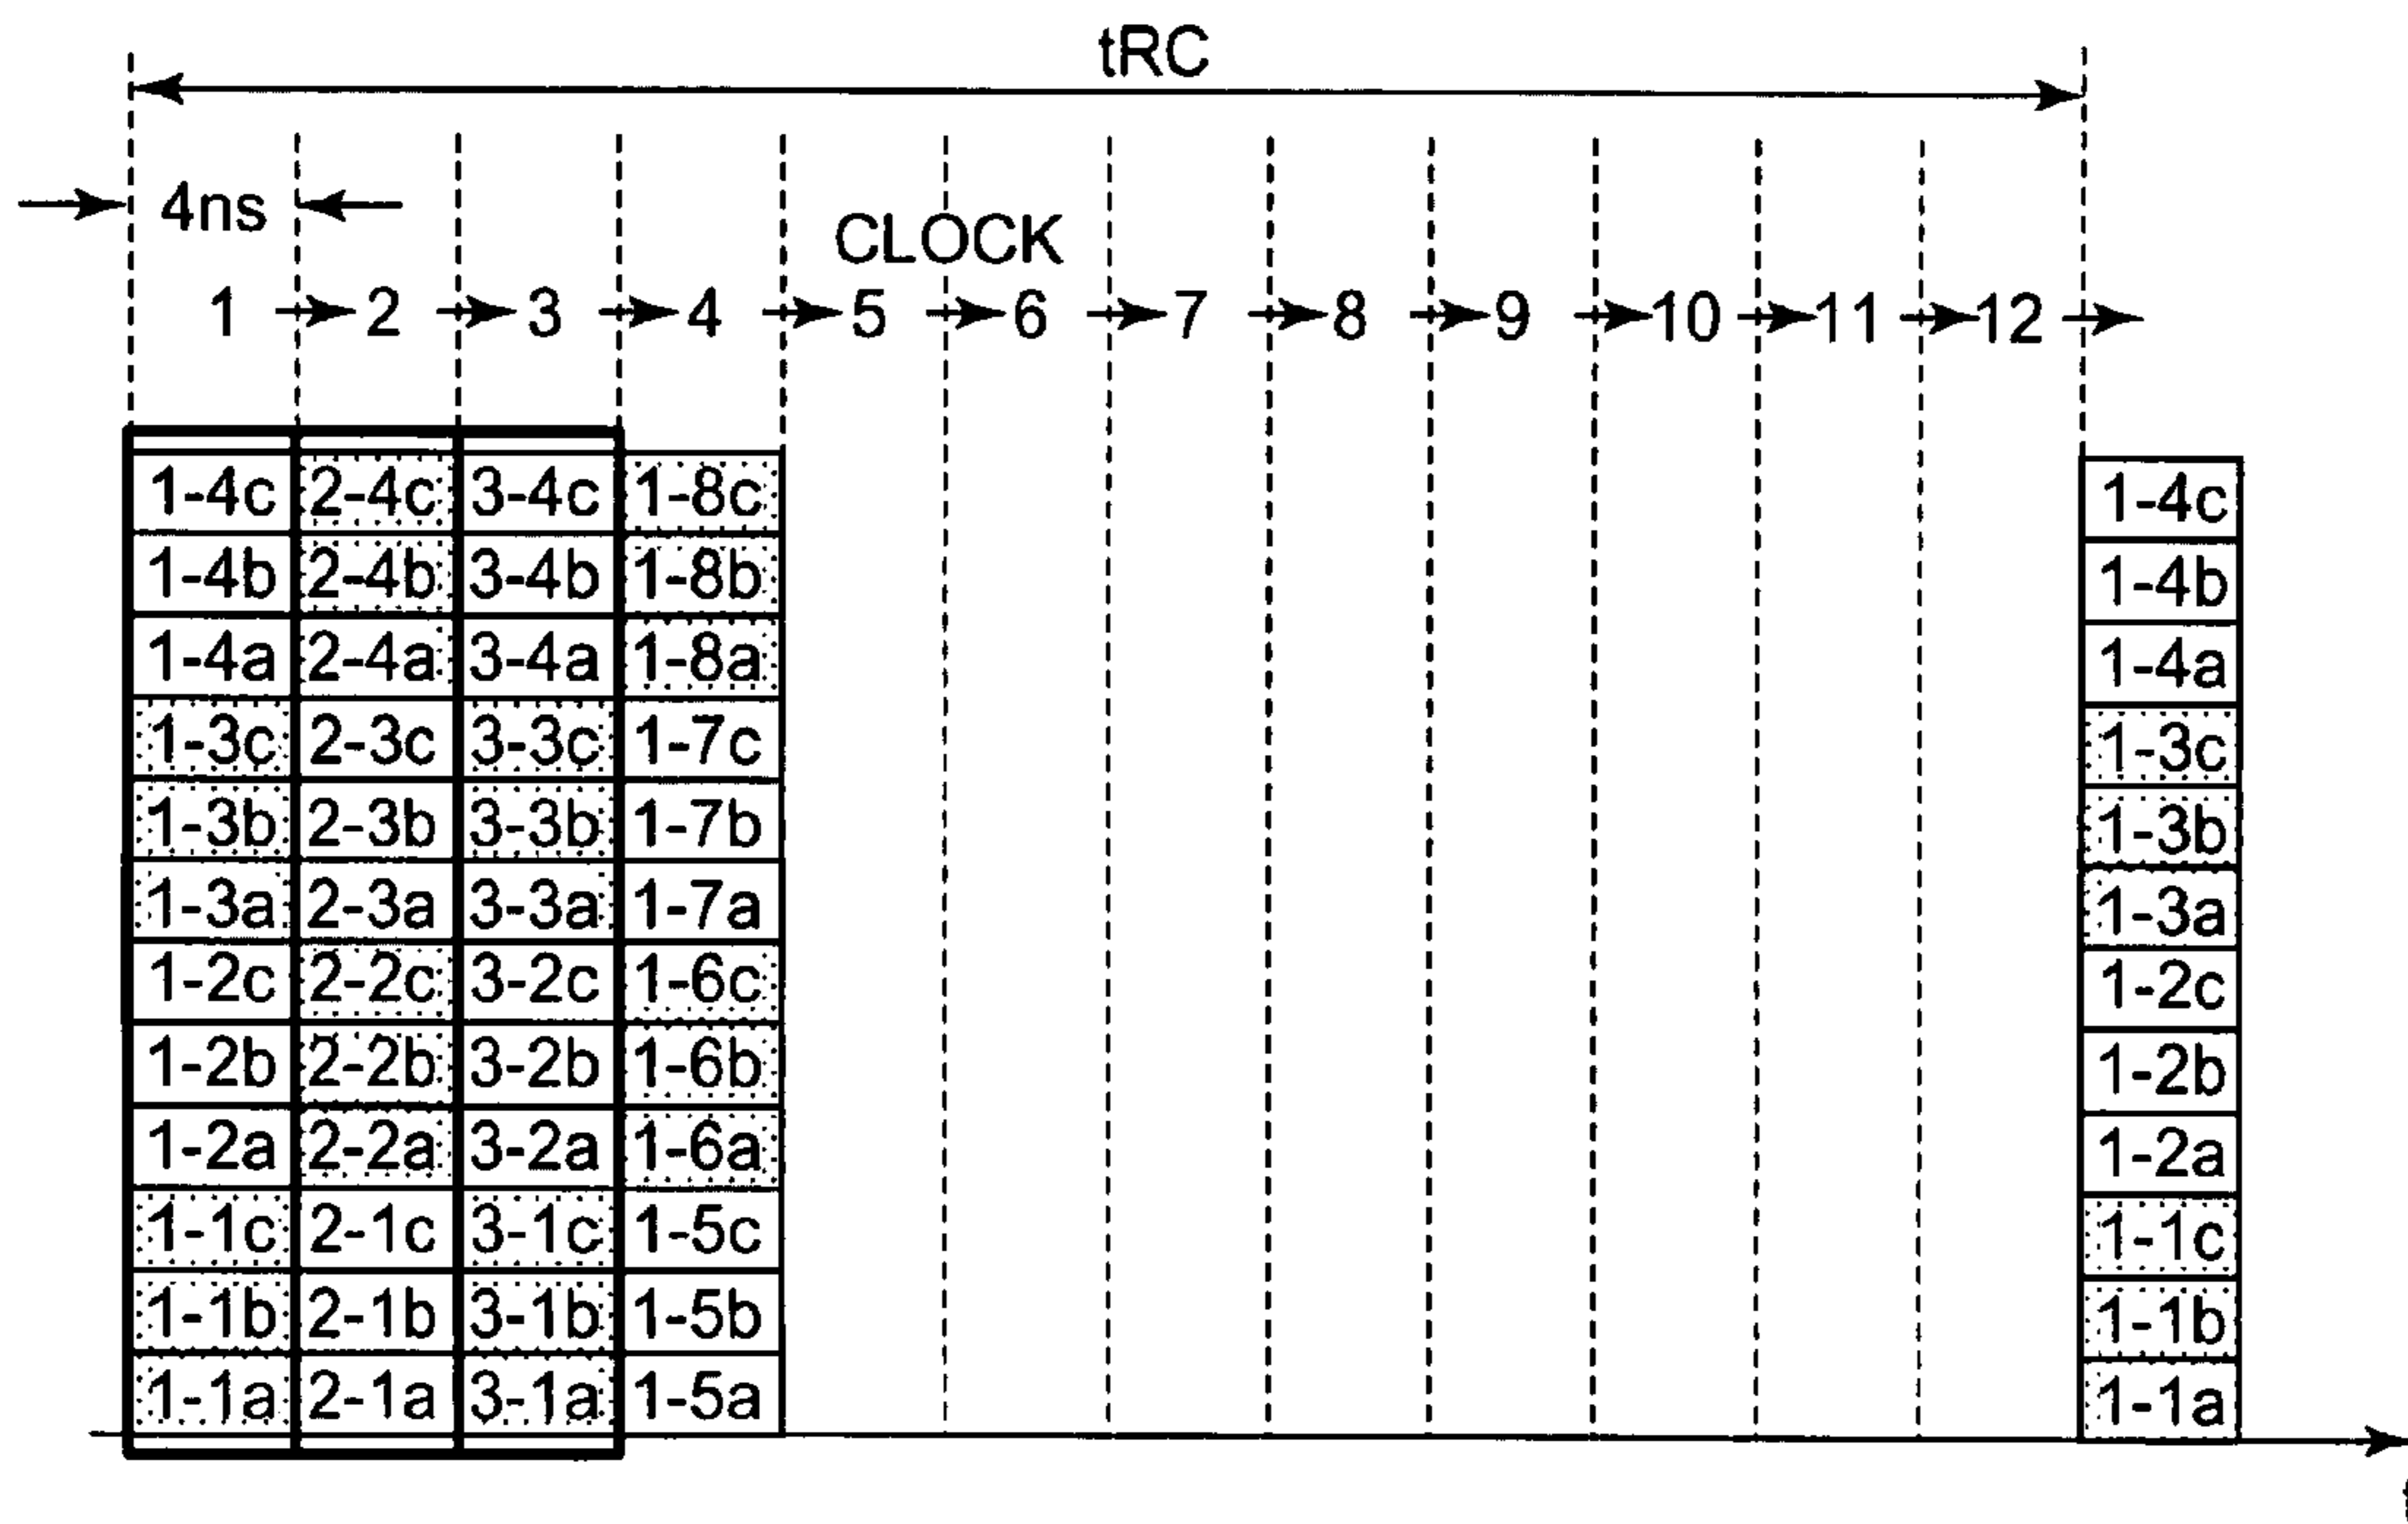 tRC
4ns
CLOCK
1 2 3 4 5 6 7 8 9 10 11 12
1-4c 2-4c 3-4c 1-8c 1-4c
1-4b 2-4b 3-4b 1-8b 1-4b
1-4a 2-4a 3-4a 1-8a 1-4a
1-3c 2-3c 3-3c 1-7c 1-3c
1-3b 2-3b 3-3b 1-7b 1-3b
1-3a 2-3a 3-3a 1-7a 1-3a
1-2c 2-2c 3-2c 1-6c 1-2c
1-2b 2-2b 3-2b 1-6b 1-2b
1-2a 2-2a 3-2a 1-6a 1-2a
1-1c 2-1c 3-1c 1-5c 1-1c
1-1b 2-1b 3-1b 1-5b 1-1b
1-1a 2-1a 3-1a 1-5a 1-1a